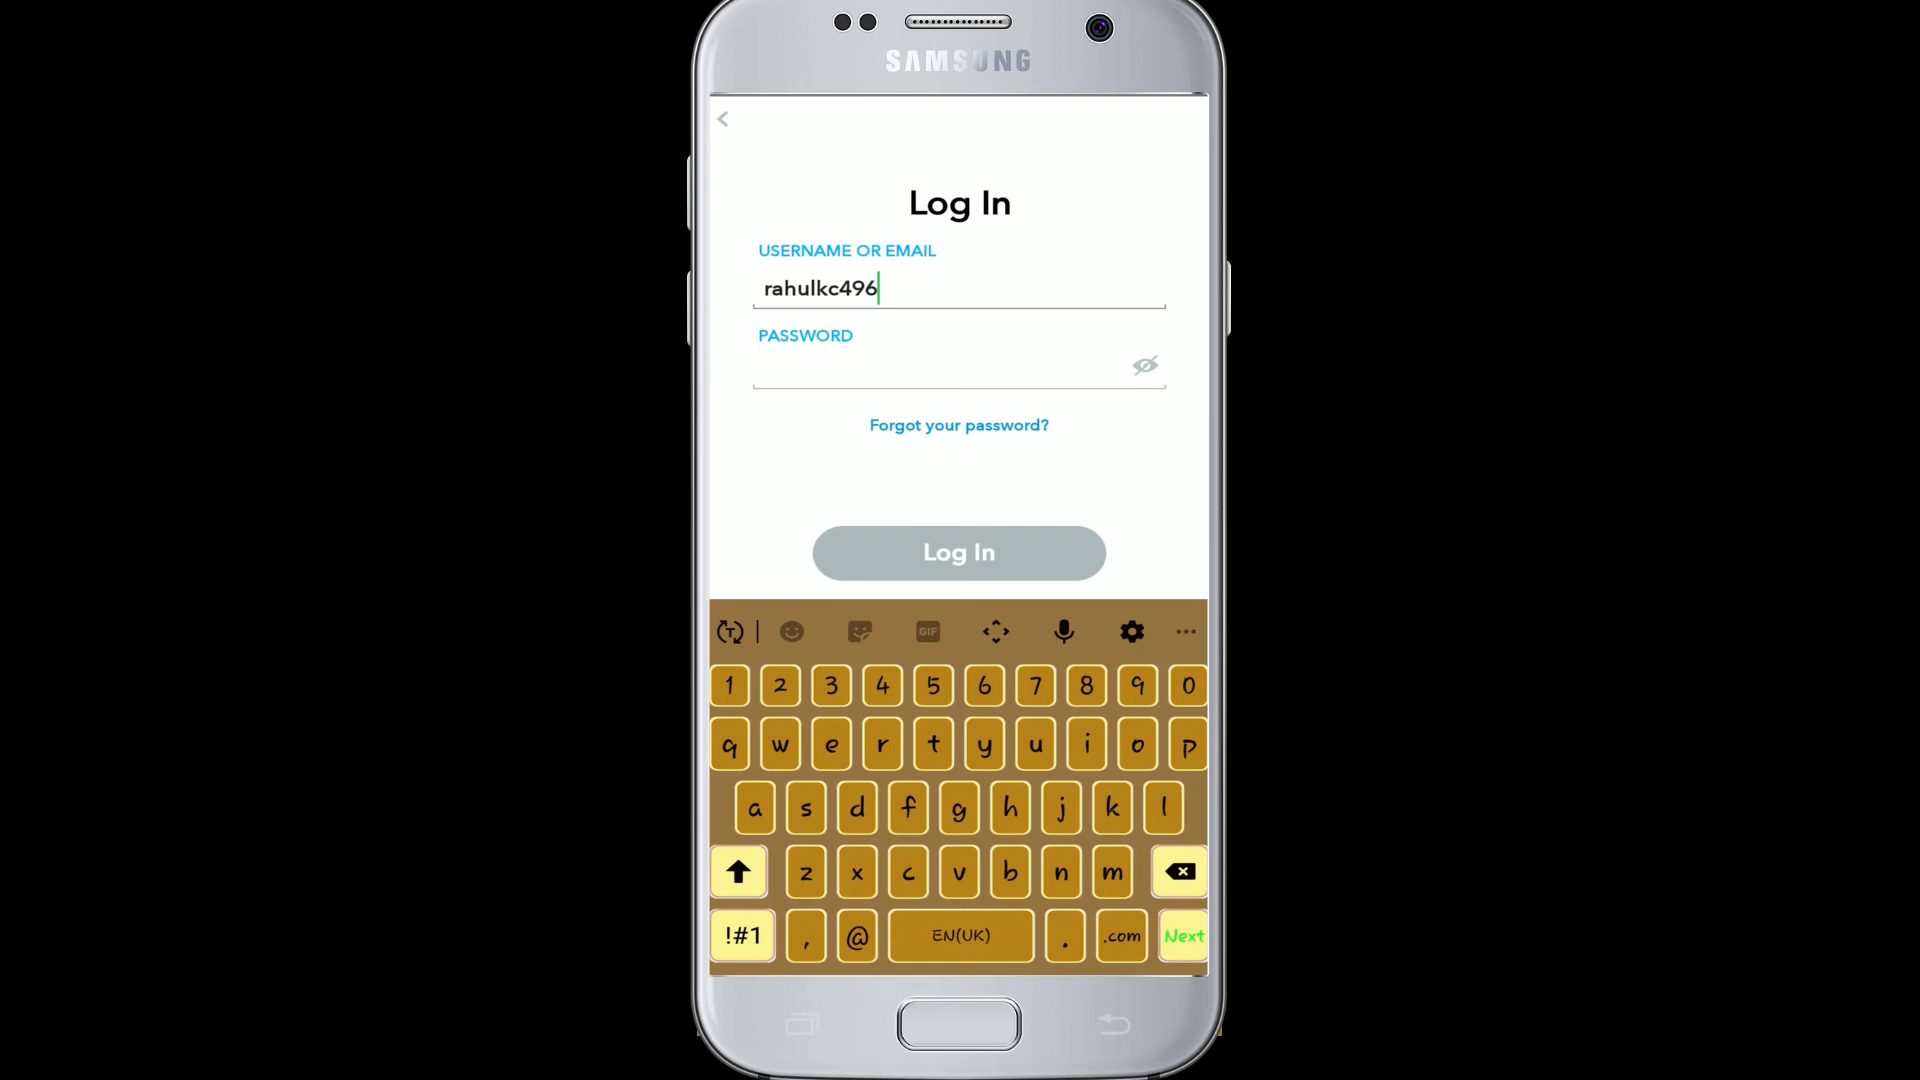 SAMSUNG
Log In
USERNAME OR EMAIL
rahulkc496
PASSWORD
Forgot your password?
Log In
T GIF
1 2 3 4 5 6 7 8 9 0
q w e r t y u i o p
a s d f g h j k l
z x c v b n m
!#1 , @ EN(UK) . .com Next